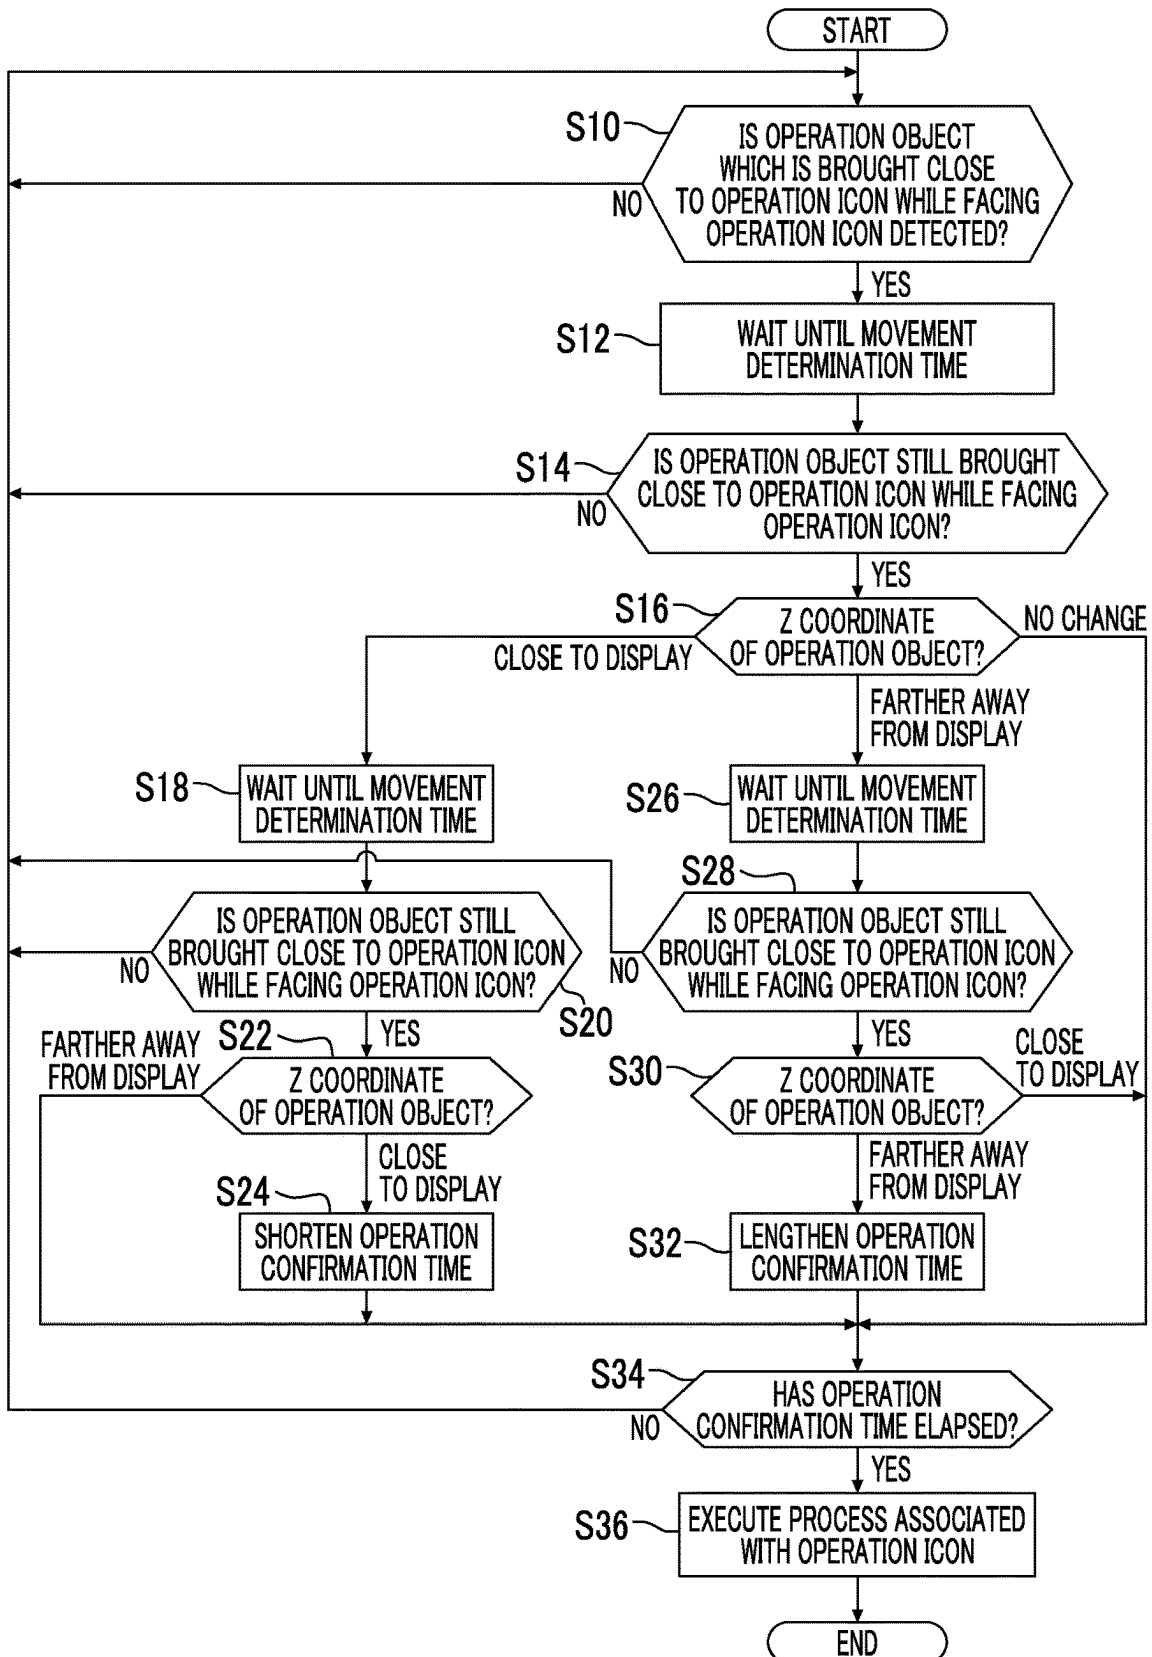 START
S10
IS OPERATION OBJECT
WHICH IS BROUGHT CLOSE
TO OPERATION ICON WHILE FACING
OPERATION ICON DETECTED?
NO
YES
S12
WAIT UNTIL MOVEMENT
DETERMINATION TIME
S14
IS OPERATION OBJECT STILL BROUGHT
CLOSE TO OPERATION ICON WHILE FACING
OPERATION ICON?
NO
YES
S16
Z COORDINATE
OF OPERATION OBJECT?
NO CHANGE
CLOSE TO DISPLAY
FARTHER AWAY
FROM DISPLAY
S18
WAIT UNTIL MOVEMENT
DETERMINATION TIME
S26
WAIT UNTIL MOVEMENT
DETERMINATION TIME
S28
IS OPERATION OBJECT STILL
BROUGHT CLOSE TO OPERATION ICON
WHILE FACING OPERATION ICON?
NO
S20
YES
IS OPERATION OBJECT STILL
BROUGHT CLOSE TO OPERATION ICON
WHILE FACING OPERATION ICON?
NO
YES
FARTHER AWAY
FROM DISPLAY
S22
Z COORDINATE
OF OPERATION OBJECT?
S30
Z COORDINATE
OF OPERATION OBJECT?
CLOSE
TO DISPLAY
CLOSE
TO DISPLAY
FARTHER AWAY
FROM DISPLAY
S24
SHORTEN OPERATION
CONFIRMATION TIME
S32
LENGTHEN OPERATION
CONFIRMATION TIME
S34
HAS OPERATION
CONFIRMATION TIME ELAPSED?
NO
YES
S36
EXECUTE PROCESS ASSOCIATED
WITH OPERATION ICON
END